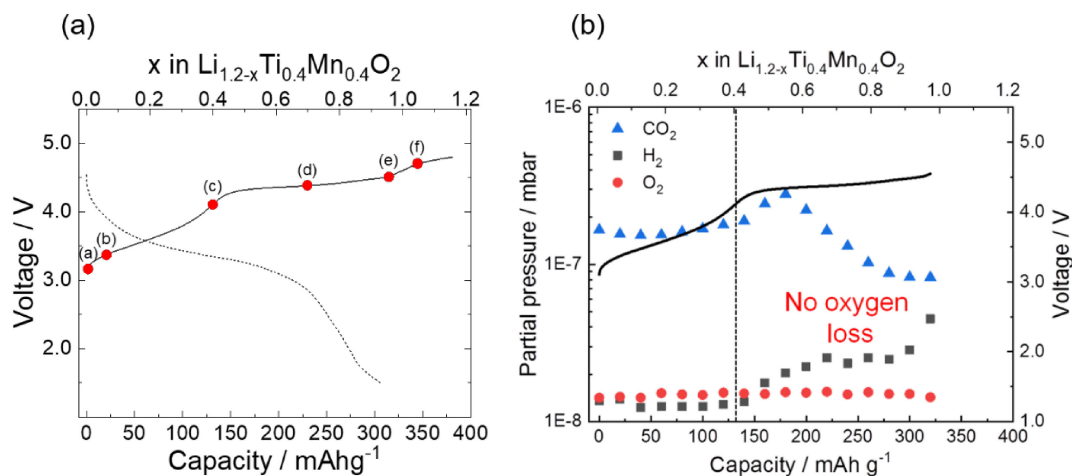 (a)
x in Li1.2-xTi0.4Mn0.4O2
0.0 0.2 0.4 0.6 0.8 1.0 1.2
Voltage / V
5.0
4.0
3.0
2.0
(a)
(b)
(c)
(d)
(e)
(f)
0 50 100 150 200 250 300 350 400
Capacity / mAhg-1
(b)
x in Li1.2-xTi0.4Mn0.4O2
0.0 0.2 0.4 0.6 0.8 1.0 1.2
Partial pressure / mbar
1E-6
1E-7
1E-8
CO2
H2
O2
No oxygen
loss
5.0
4.0
3.0
2.0
1.0
Voltage / V
0 50 100 150 200 250 300 350 400
Capacity / mAh g-1